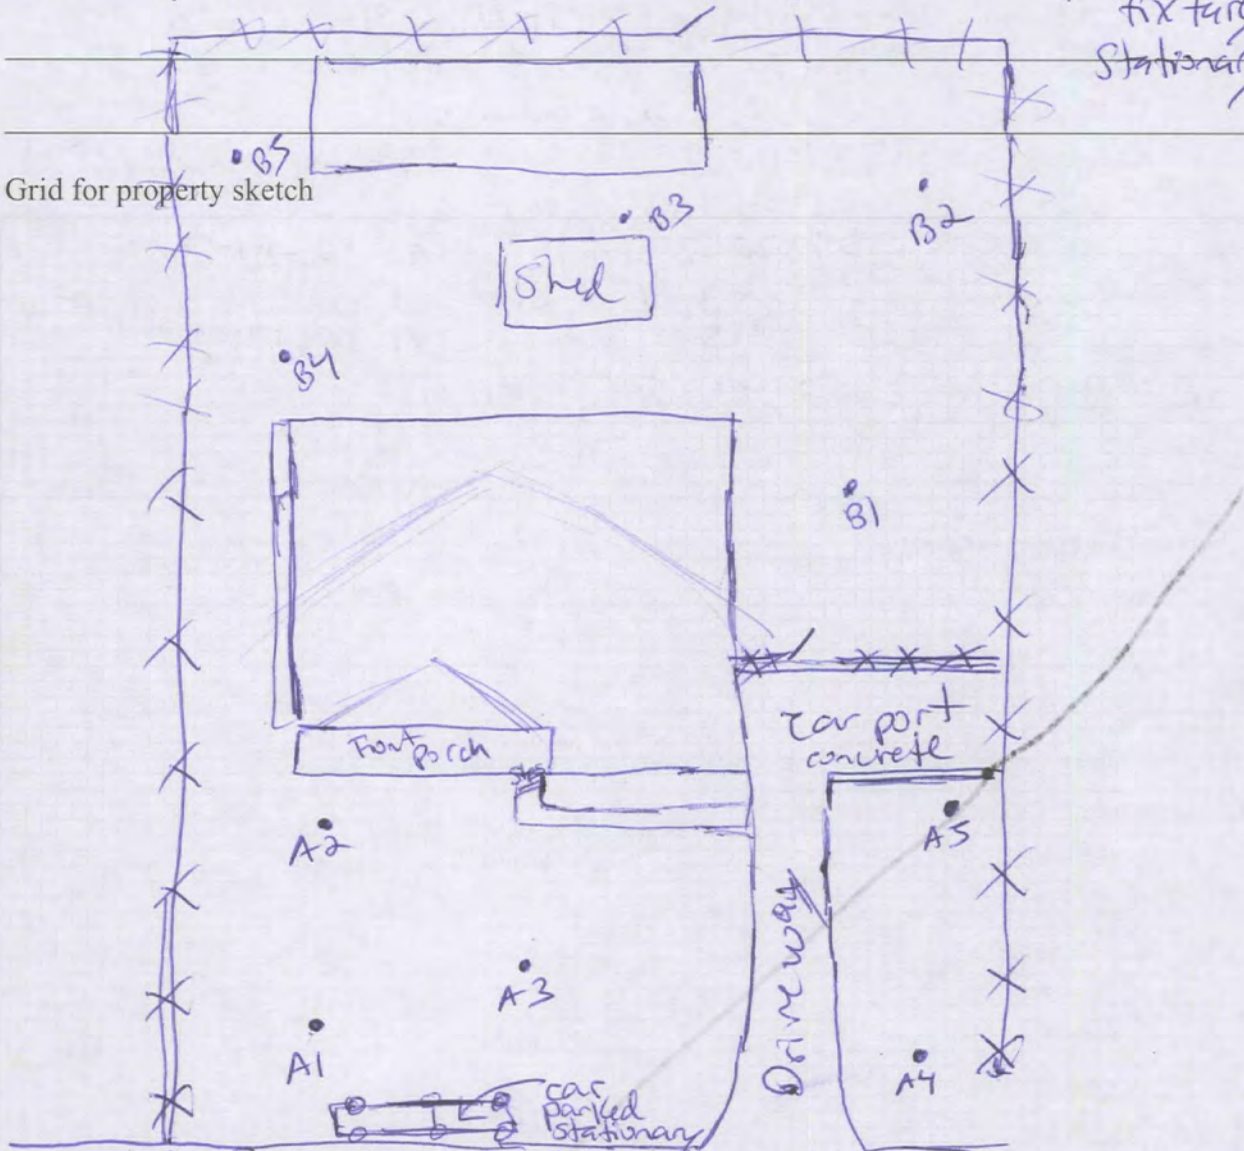 Stationary
B5
Grid for property sketch
B3
B2
Shed
B4
B1
Car port
concrete
Front
porch
A2
A5
Driveway
A3
A1
A4
car
parked
stationary